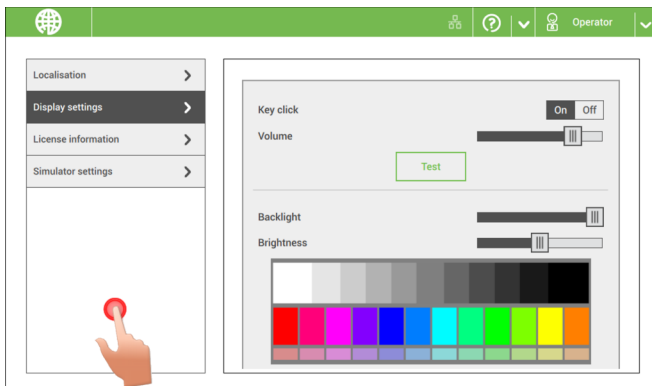 Operator
Localisation
Display settings
License information
Simulator settings
Key click
On Off
Volume
Test
Backlight
Brightness